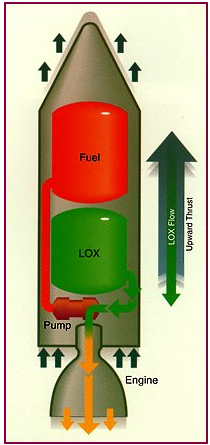 Fuel
LOX
LOX Flow
Upward Thrust
Pump
Engine